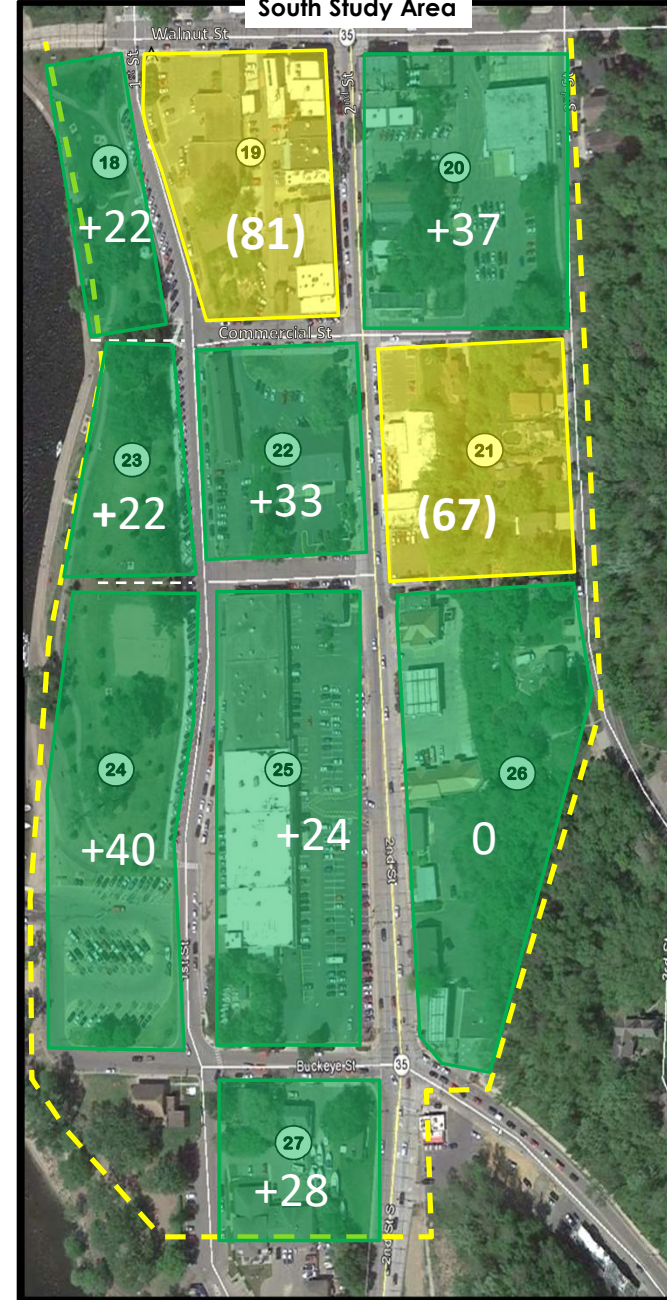 South Study Area
Walnut St
35
1st St
2nd St
18
+22
19
(81)
20
+37
Commercial St
23
+22
22
+33
21
(67)
24
+40
25
+24
26
0
2nd St
1st St
Buckeye St
35
27
+28
2nd St S